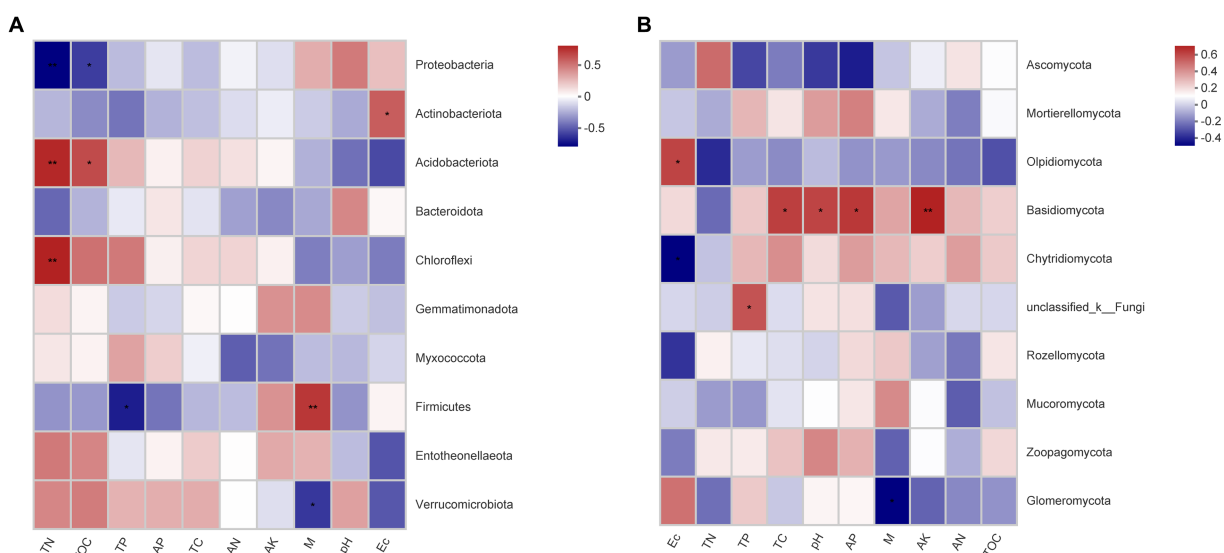 A
B
Proteobacteria
Actinobacteriota
Acidobacteriota
Bacteroidota
Chloroflexi
Gemmatimonadota
Myxococcota
Firmicutes
Entotheonellaeota
Verrucomicrobiota
** *
*
** *
**
* **
*
TN OC TP AP TC AN AK M pH Ec
0.5
0
-0.5
Ascomycota
Mortierellomycota
Olpidiomycota
Basidiomycota
Chytridiomycota
unclassified_k__Fungi
Rozellomycota
Mucoromycota
Zoopagomycota
Glomeromycota
*
* * * **
*
*
*
Ec TN TP TC pH AP M AK AN TOC
0.6
0.4
0.2
0
-0.2
-0.4